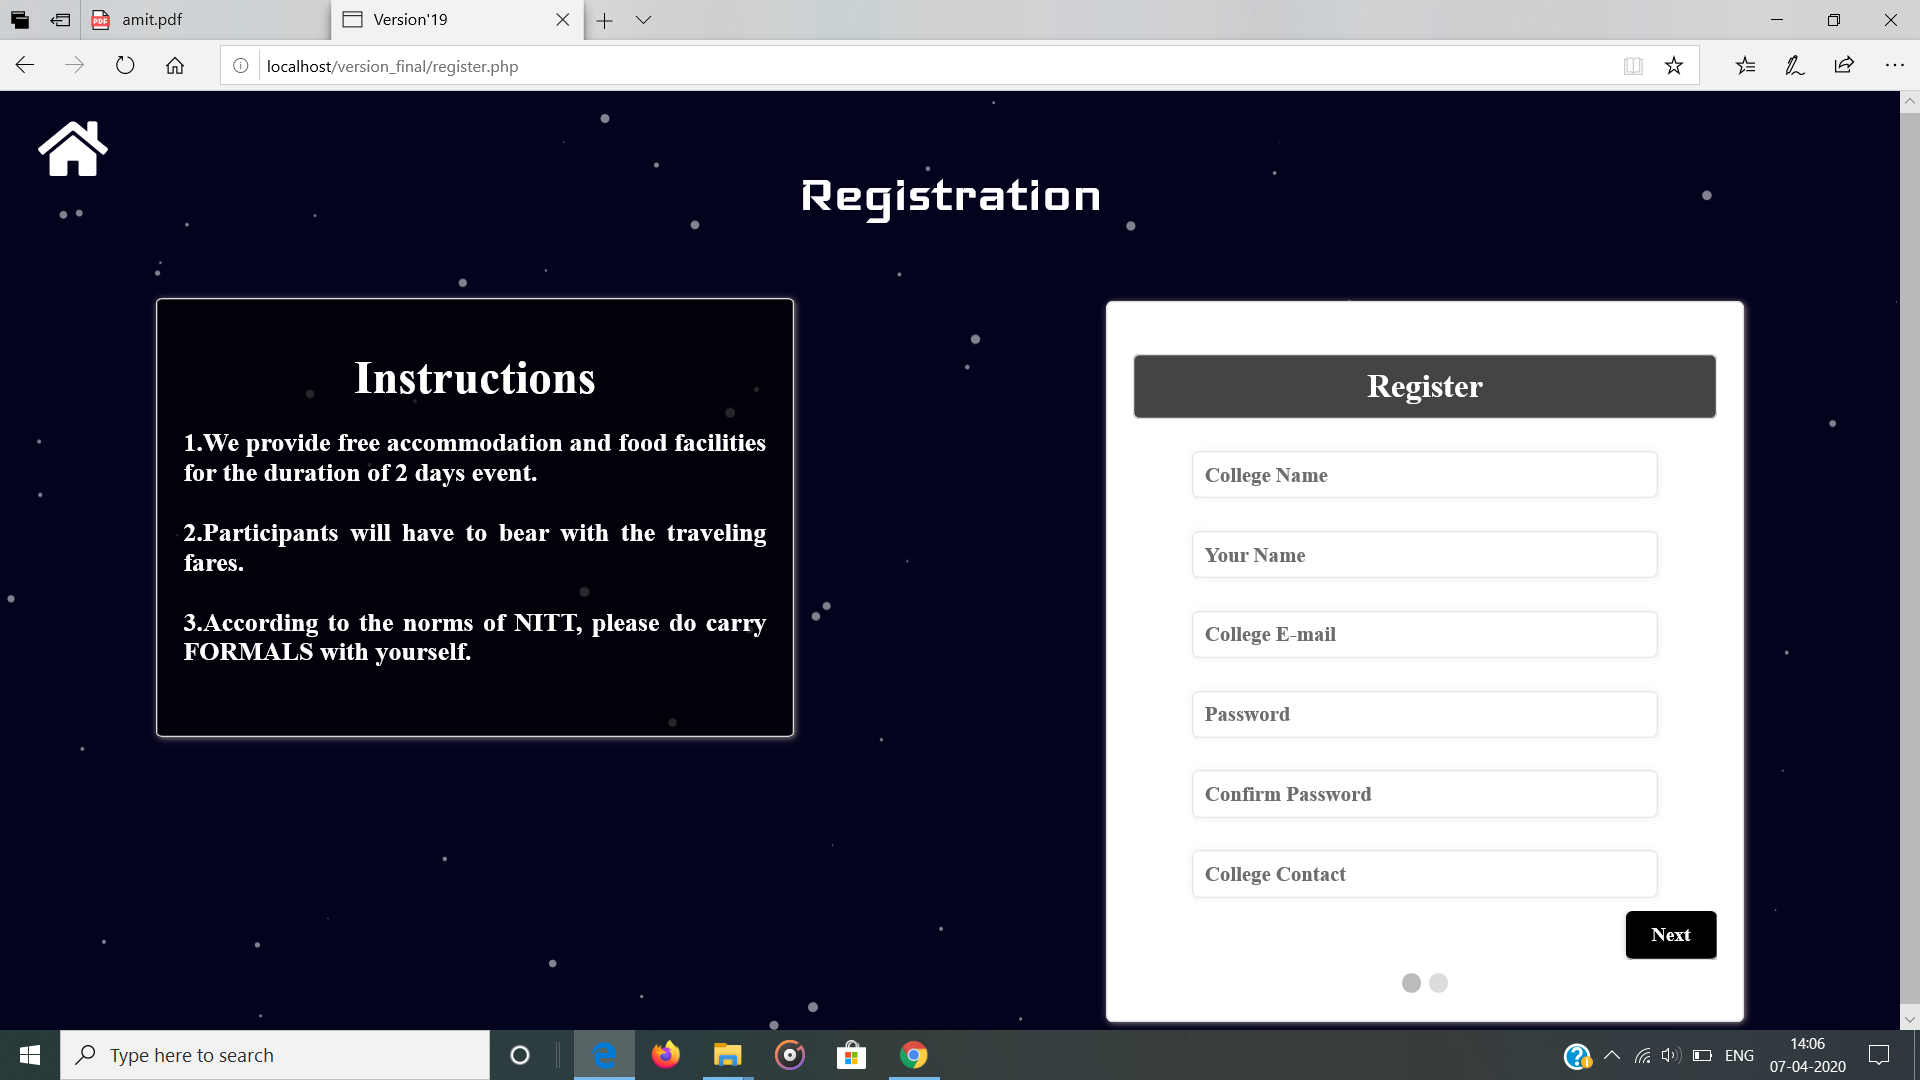 amit.pdf
Version'19
localhost/version_final/register.php
Registration
Instructions
1.We provide free accommodation and food facilities
for the duration of 2 days event.
2.Participants will have to bear with the traveling
fares.
3.According to the norms of NITT, please do carry
FORMALS with yourself.
Register
College Name
Your Name
College E-mail
Password
Confirm Password
College Contact
Next
Type here to search
ENG
14:06
07-04-2020